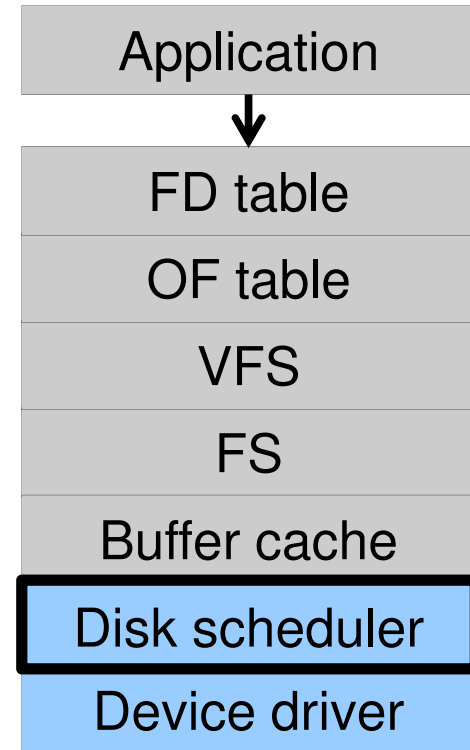 Application
FD table
OF table
VFS
FS
Buffer cache
Disk scheduler
Device driver